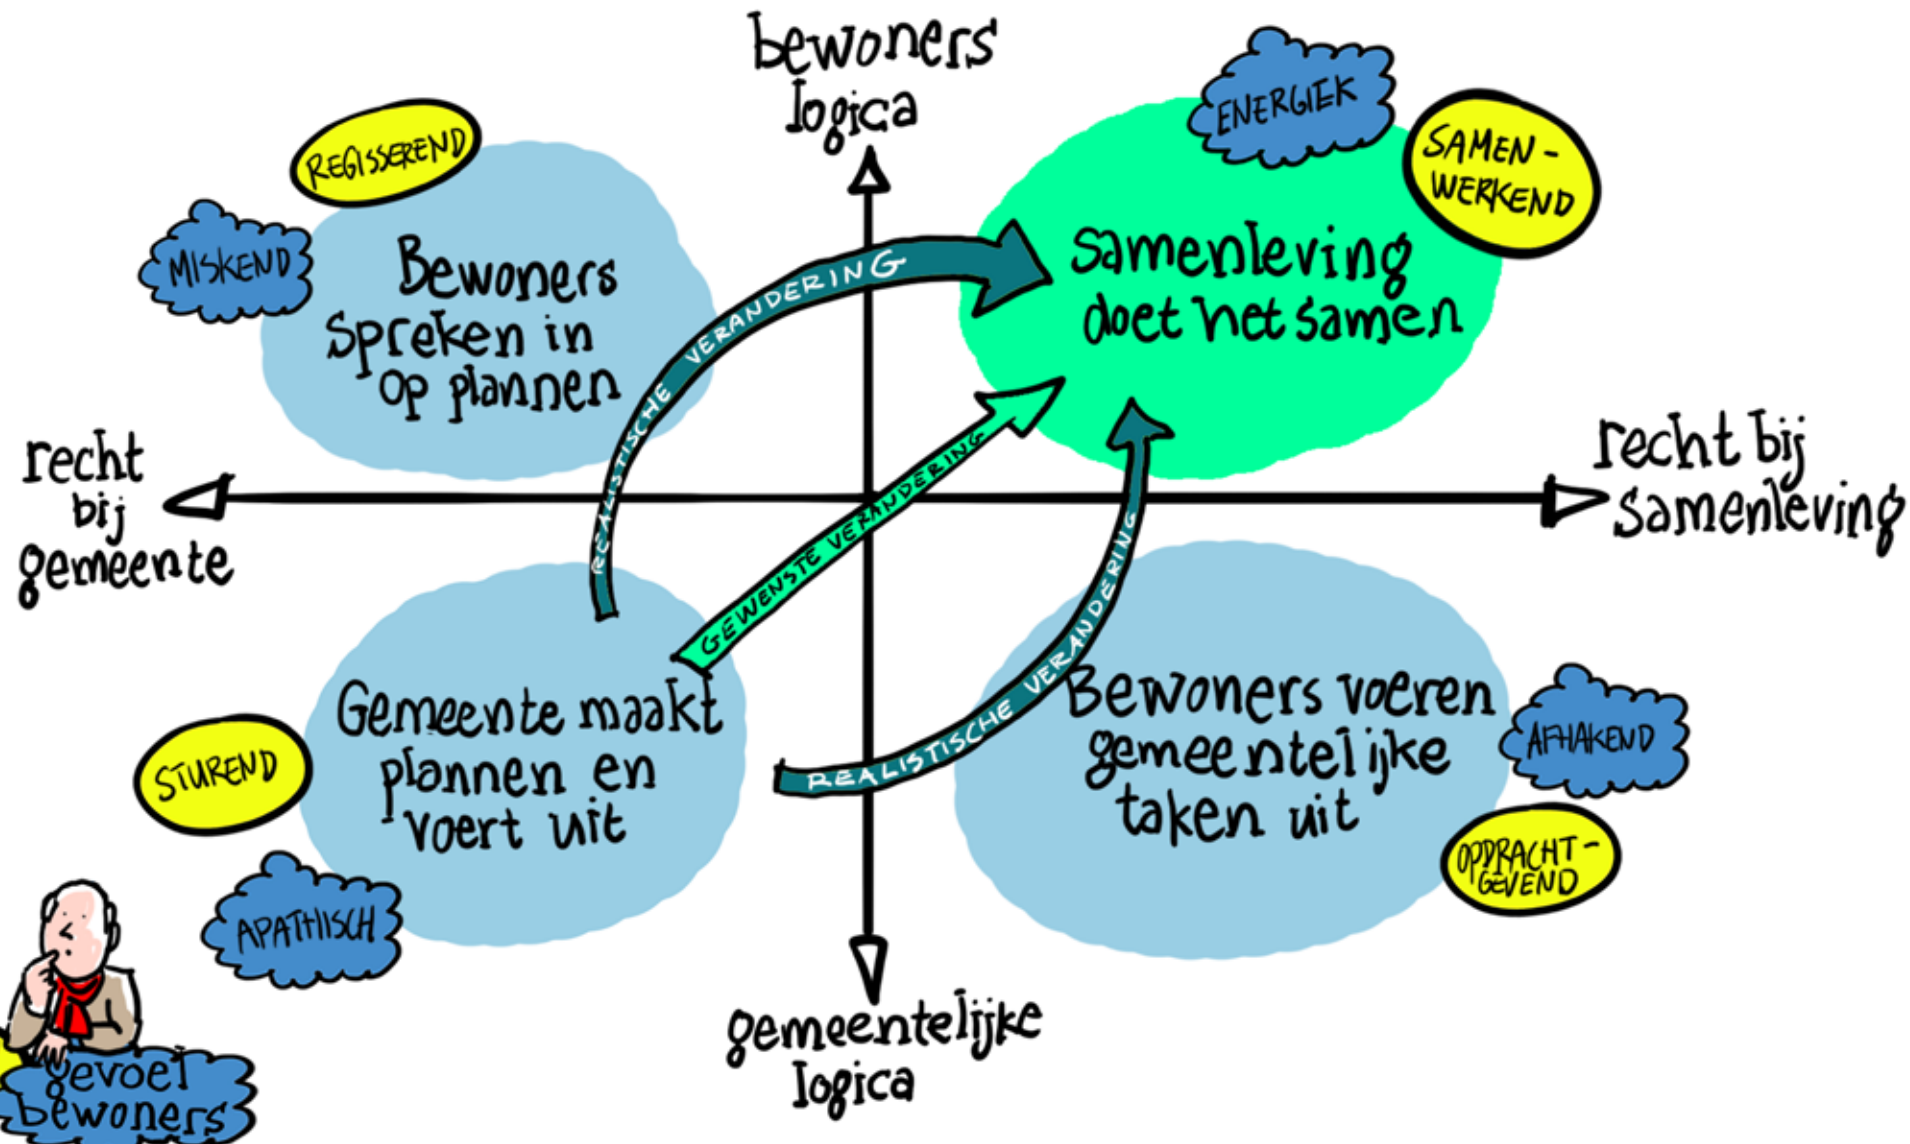 bewoners
logica
ENERGIEK
SAMEN-
WERKEND
REGISSEREND
MISKEND
Bewoners
spreken in
op plannen
REALISTISCHE VERANDERING
samenleving
doet het samen
recht
bij
gemeente
recht bij
samenleving
GEWENSTE VERANDERING
REALISTISCHE VERANDERING
Gemeente maakt
plannen en
voert uit
STUREND
APATHISCH
Bewoners voeren
gemeentelijke
taken uit
AFHAKEND
OPDRACHT-
GEVEND
gemeentelijke
logica
gevoel
bewoners